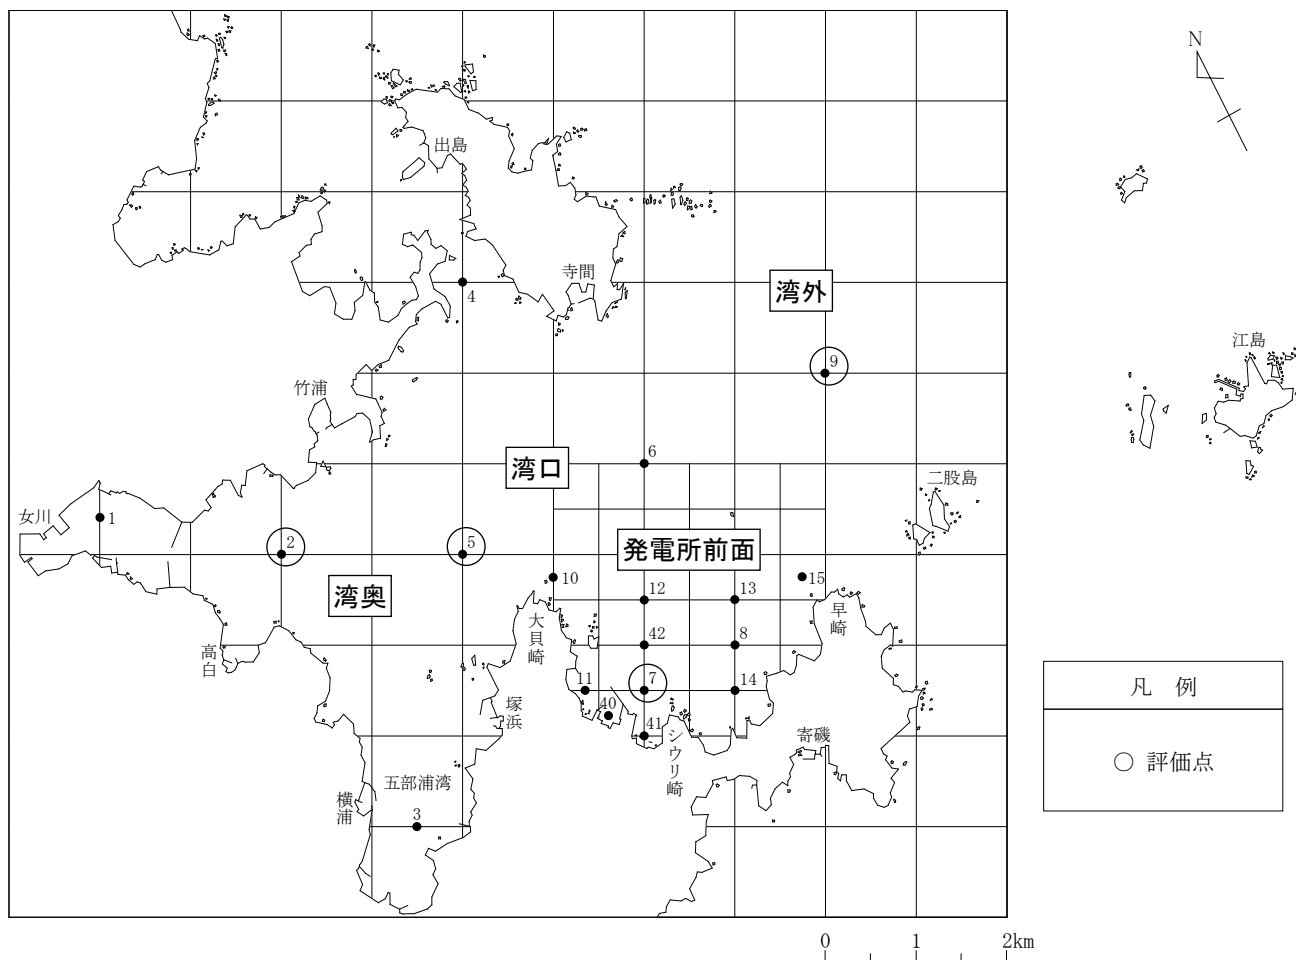 N
出島
寺間
4
湾外
9
江島
竹浦
湾口
6
二股島
女川
1
2
5
発電所前面
湾奥
10
15
12
13
大貝崎
早崎
42
8
高白
11
7
14
塚浜
40
41
シウリ崎
寄磯
五部浦湾
横浦
3
凡 例
○ 評価点
0 1 2km